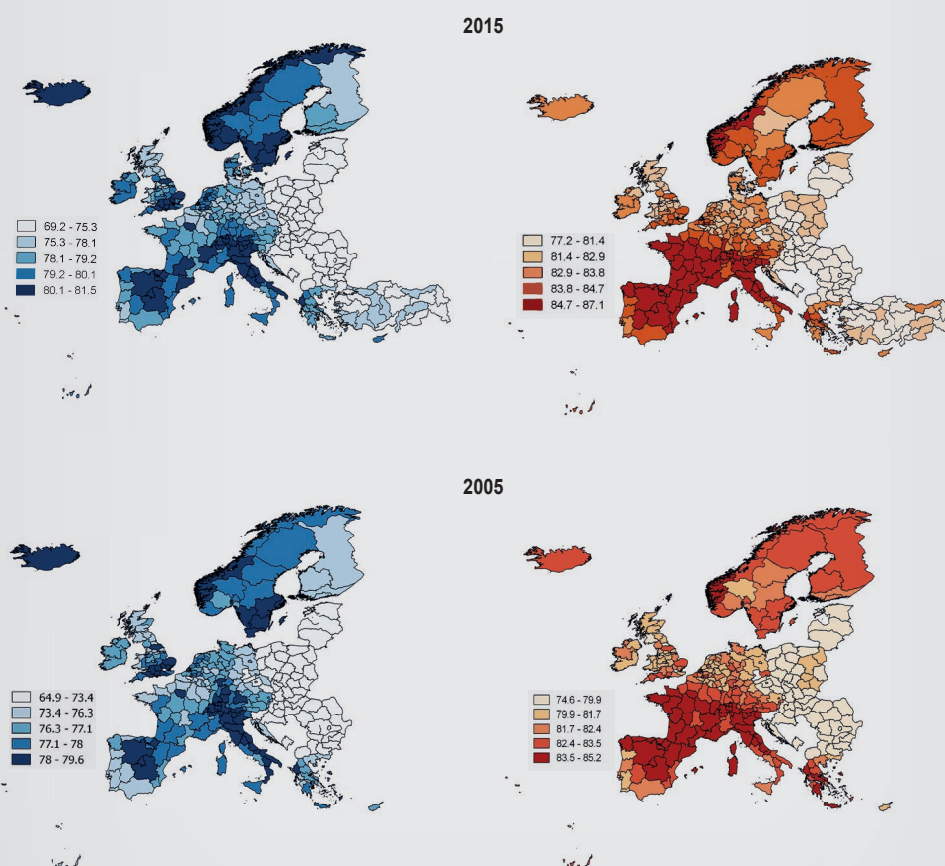 2015
69.2 - 75.3
75.3 - 78.1
78.1 - 79.2
79.2 - 80.1
80.1 - 81.5
77.2 - 81.4
81.4 - 82.9
82.9 - 83.8
83.8 - 84.7
84.7 - 87.1
2005
64.9 - 73.4
73.4 - 76.3
76.3 - 77.1
77.1 - 78
78 - 79.6
74.6 - 79.9
79.9 - 81.7
81.7 - 82.4
82.4 - 83.5
83.5 - 85.2